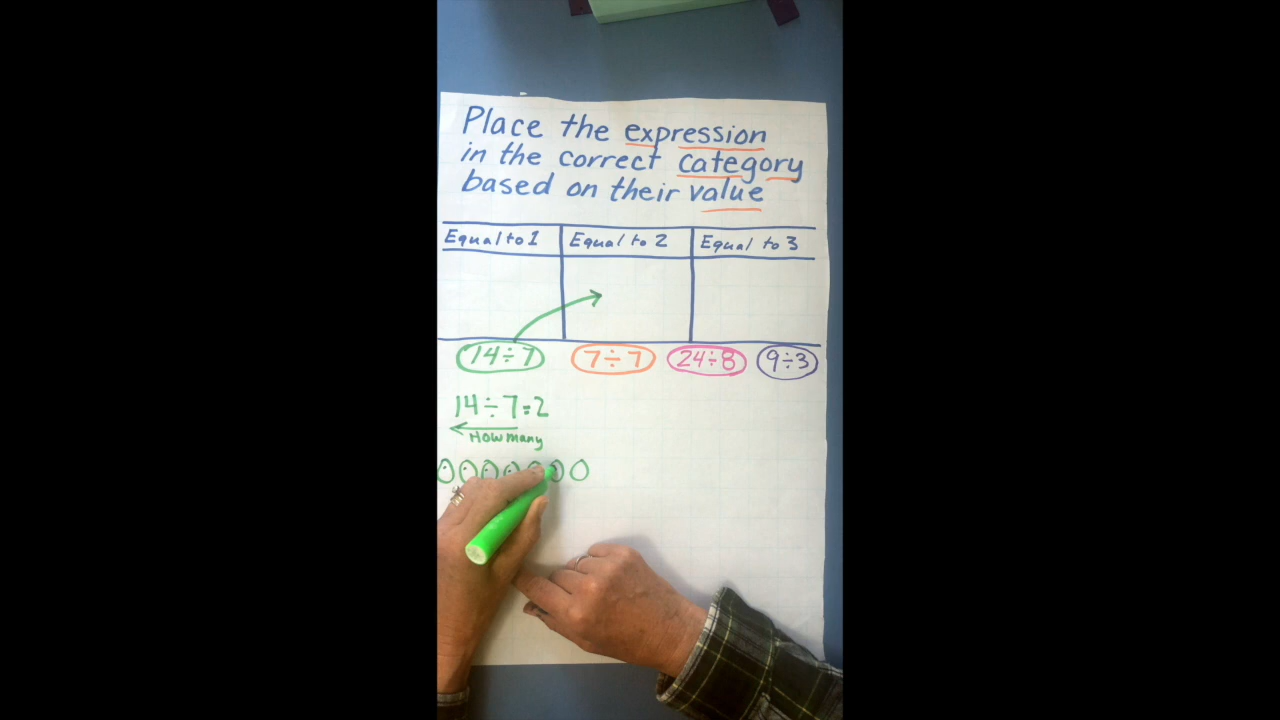 Place the expression
in the correct category
based on their value
Equal to 1 Equal to 2 Equal to 3
14÷7 7÷7 24÷8 9÷3
14÷7=2
How many